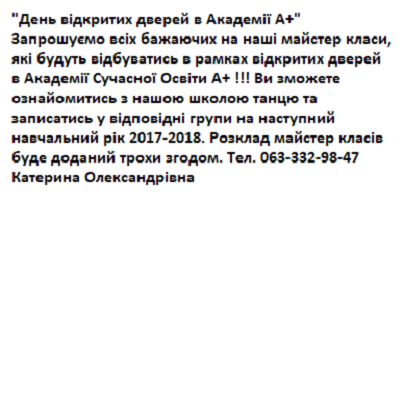 "День відкритих дверей в Академії А+"
Запрошуємо всіх бажаючих на наші майстер класи,
які будуть відбуватись в рамках відкритих дверей
в Академії Сучасної Освіти А+ !!! Ви зможете
ознайомитись з нашою школою танцю та
записатись у відповідні групи на наступний
навчальний рік 2017-2018. Розклад майстер класів
буде доданий трохи згодом. Тел. 063-332-98-47
Катерина Олександрівна